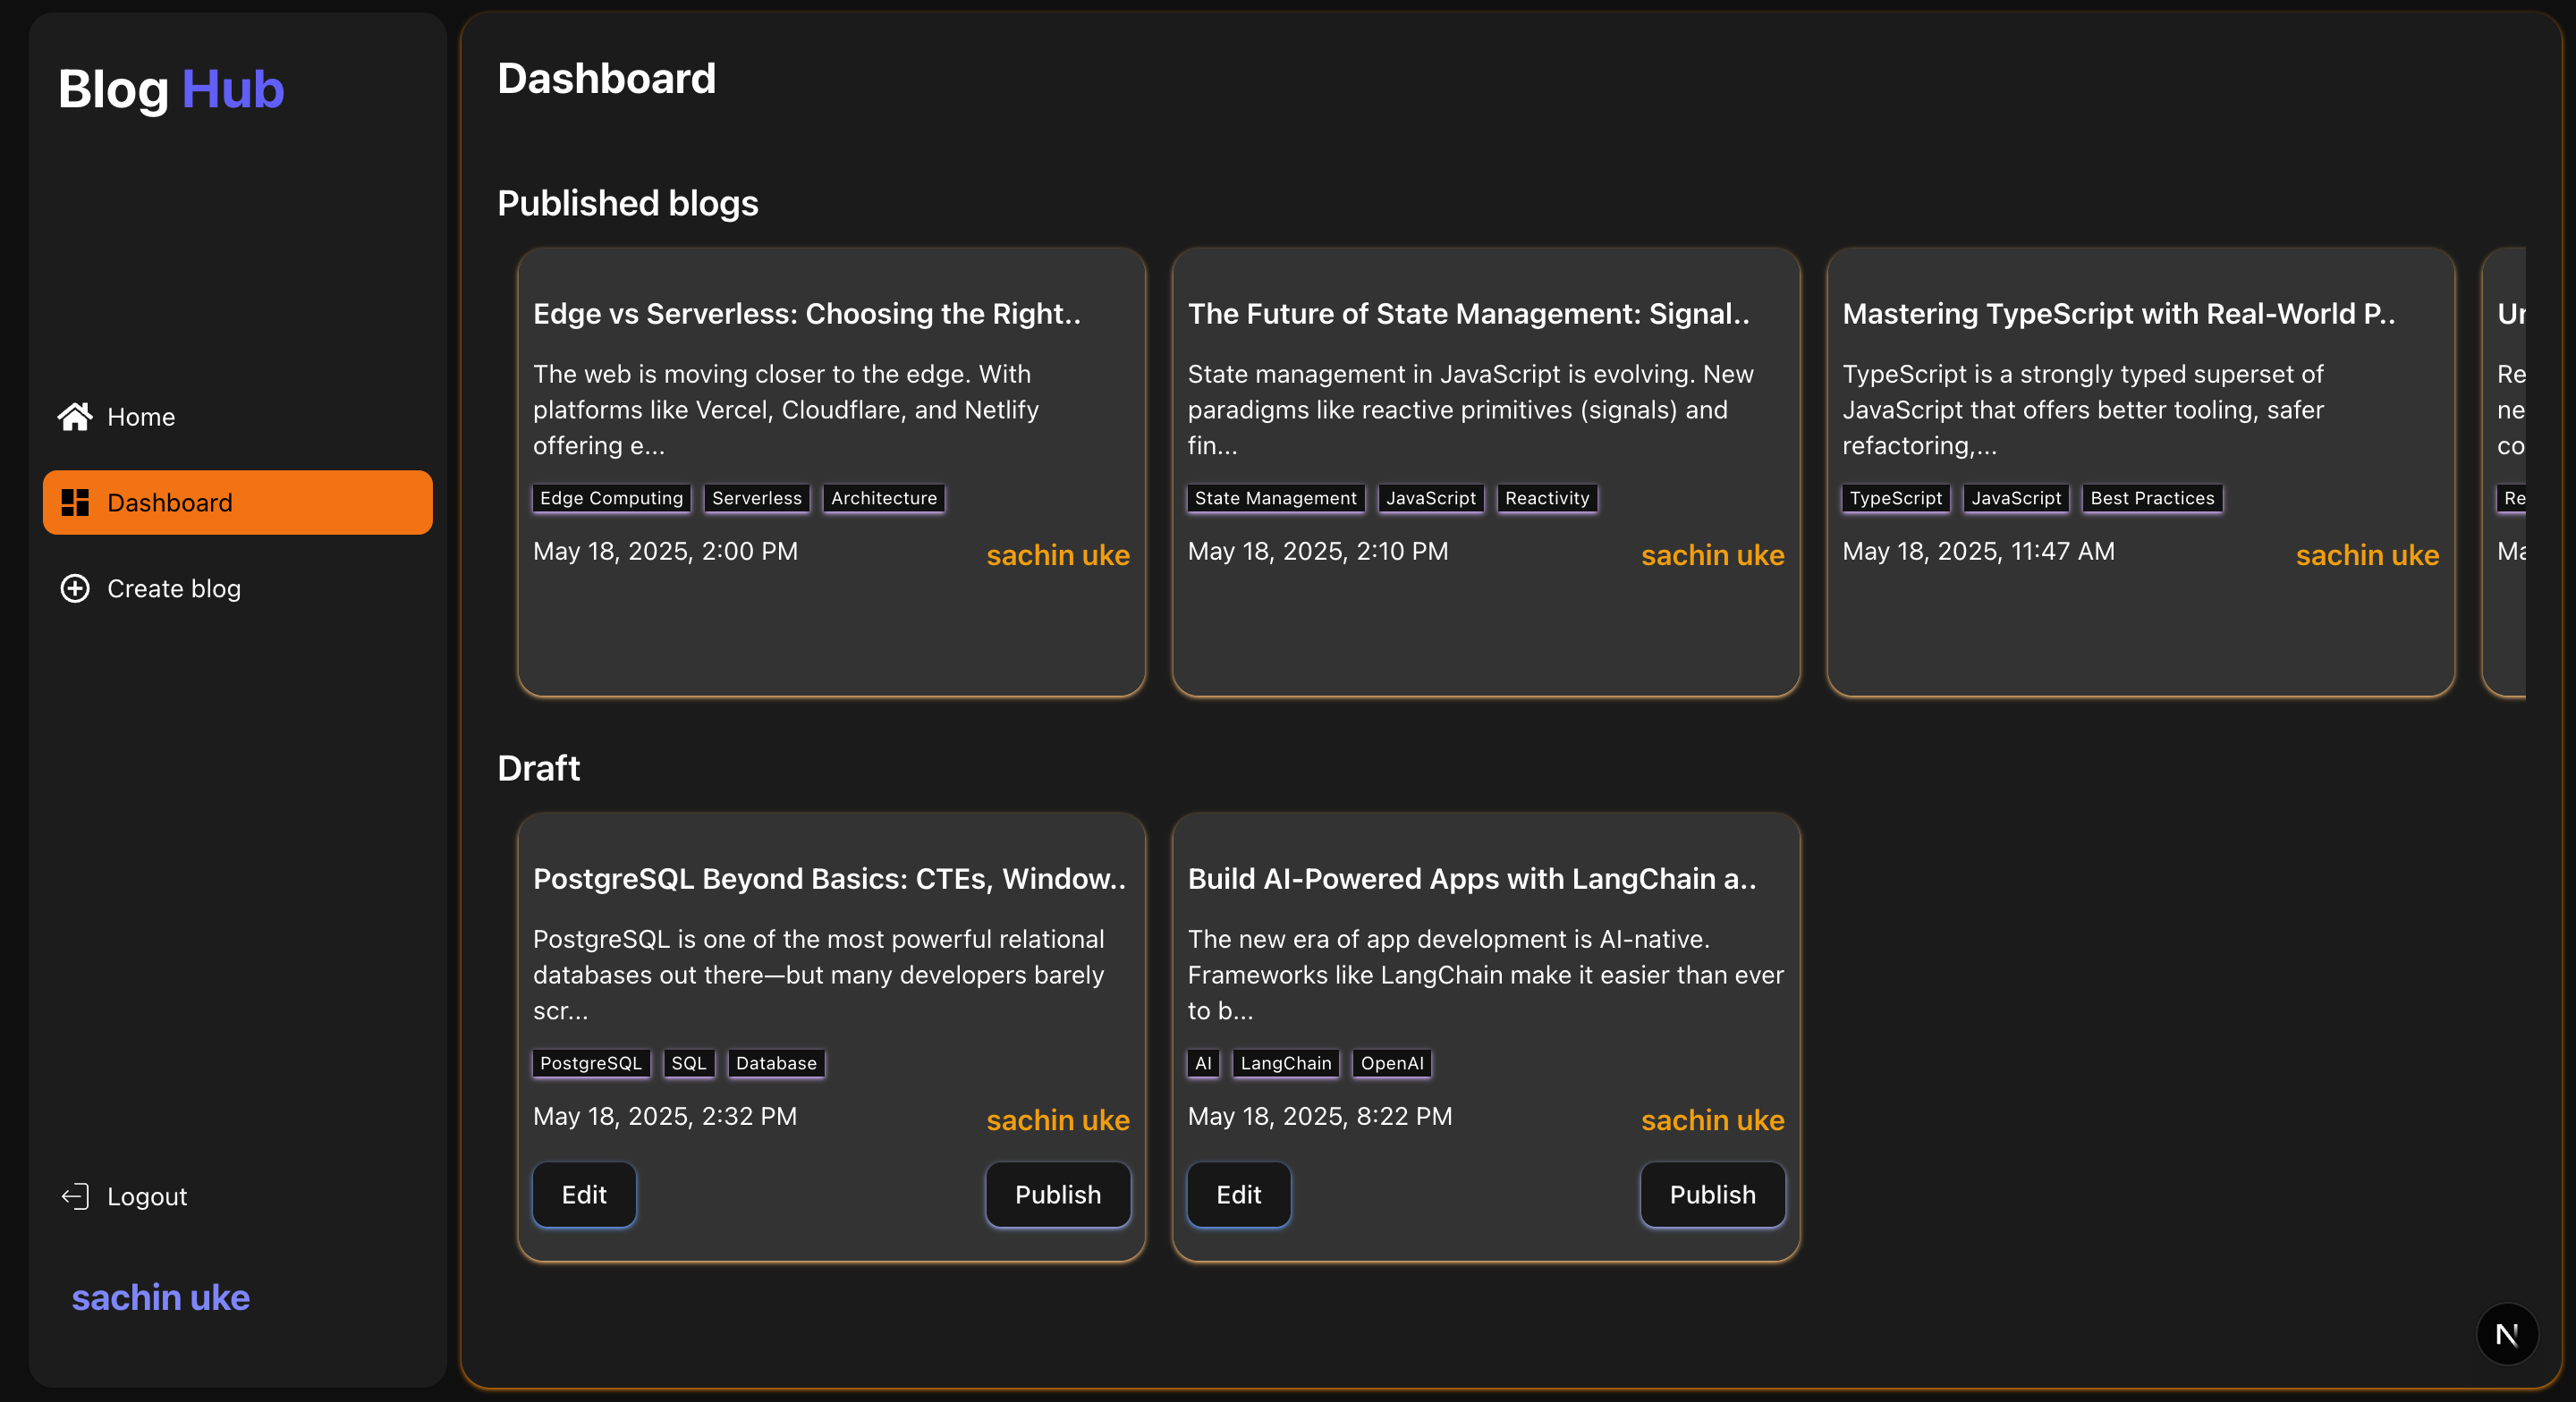 Blog Hub
Home
Dashboard
Create blog
Logout
sachin uke
Dashboard
Published blogs
Edge vs Serverless: Choosing the Right..
The web is moving closer to the edge. With
platforms like Vercel, Cloudflare, and Netlify
offering e...
Edge Computing Serverless Architecture
May 18, 2025, 2:00 PM sachin uke
The Future of State Management: Signal..
State management in JavaScript is evolving. New
paradigms like reactive primitives (signals) and
fin...
State Management JavaScript Reactivity
May 18, 2025, 2:10 PM sachin uke
Mastering TypeScript with Real-World P..
TypeScript is a strongly typed superset of
JavaScript that offers better tooling, safer
refactoring,...
TypeScript JavaScript Best Practices
May 18, 2025, 11:47 AM sachin uke
Re
ne
co
Re
Draft
PostgreSQL Beyond Basics: CTEs, Window..
PostgreSQL is one of the most powerful relational
databases out there—but many developers barely
scr...
PostgreSQL SQL Database
May 18, 2025, 2:32 PM sachin uke
Edit Publish
Build AI-Powered Apps with LangChain a..
The new era of app development is AI-native.
Frameworks like LangChain make it easier than ever
to b...
AI LangChain OpenAI
May 18, 2025, 8:22 PM sachin uke
Edit Publish
N